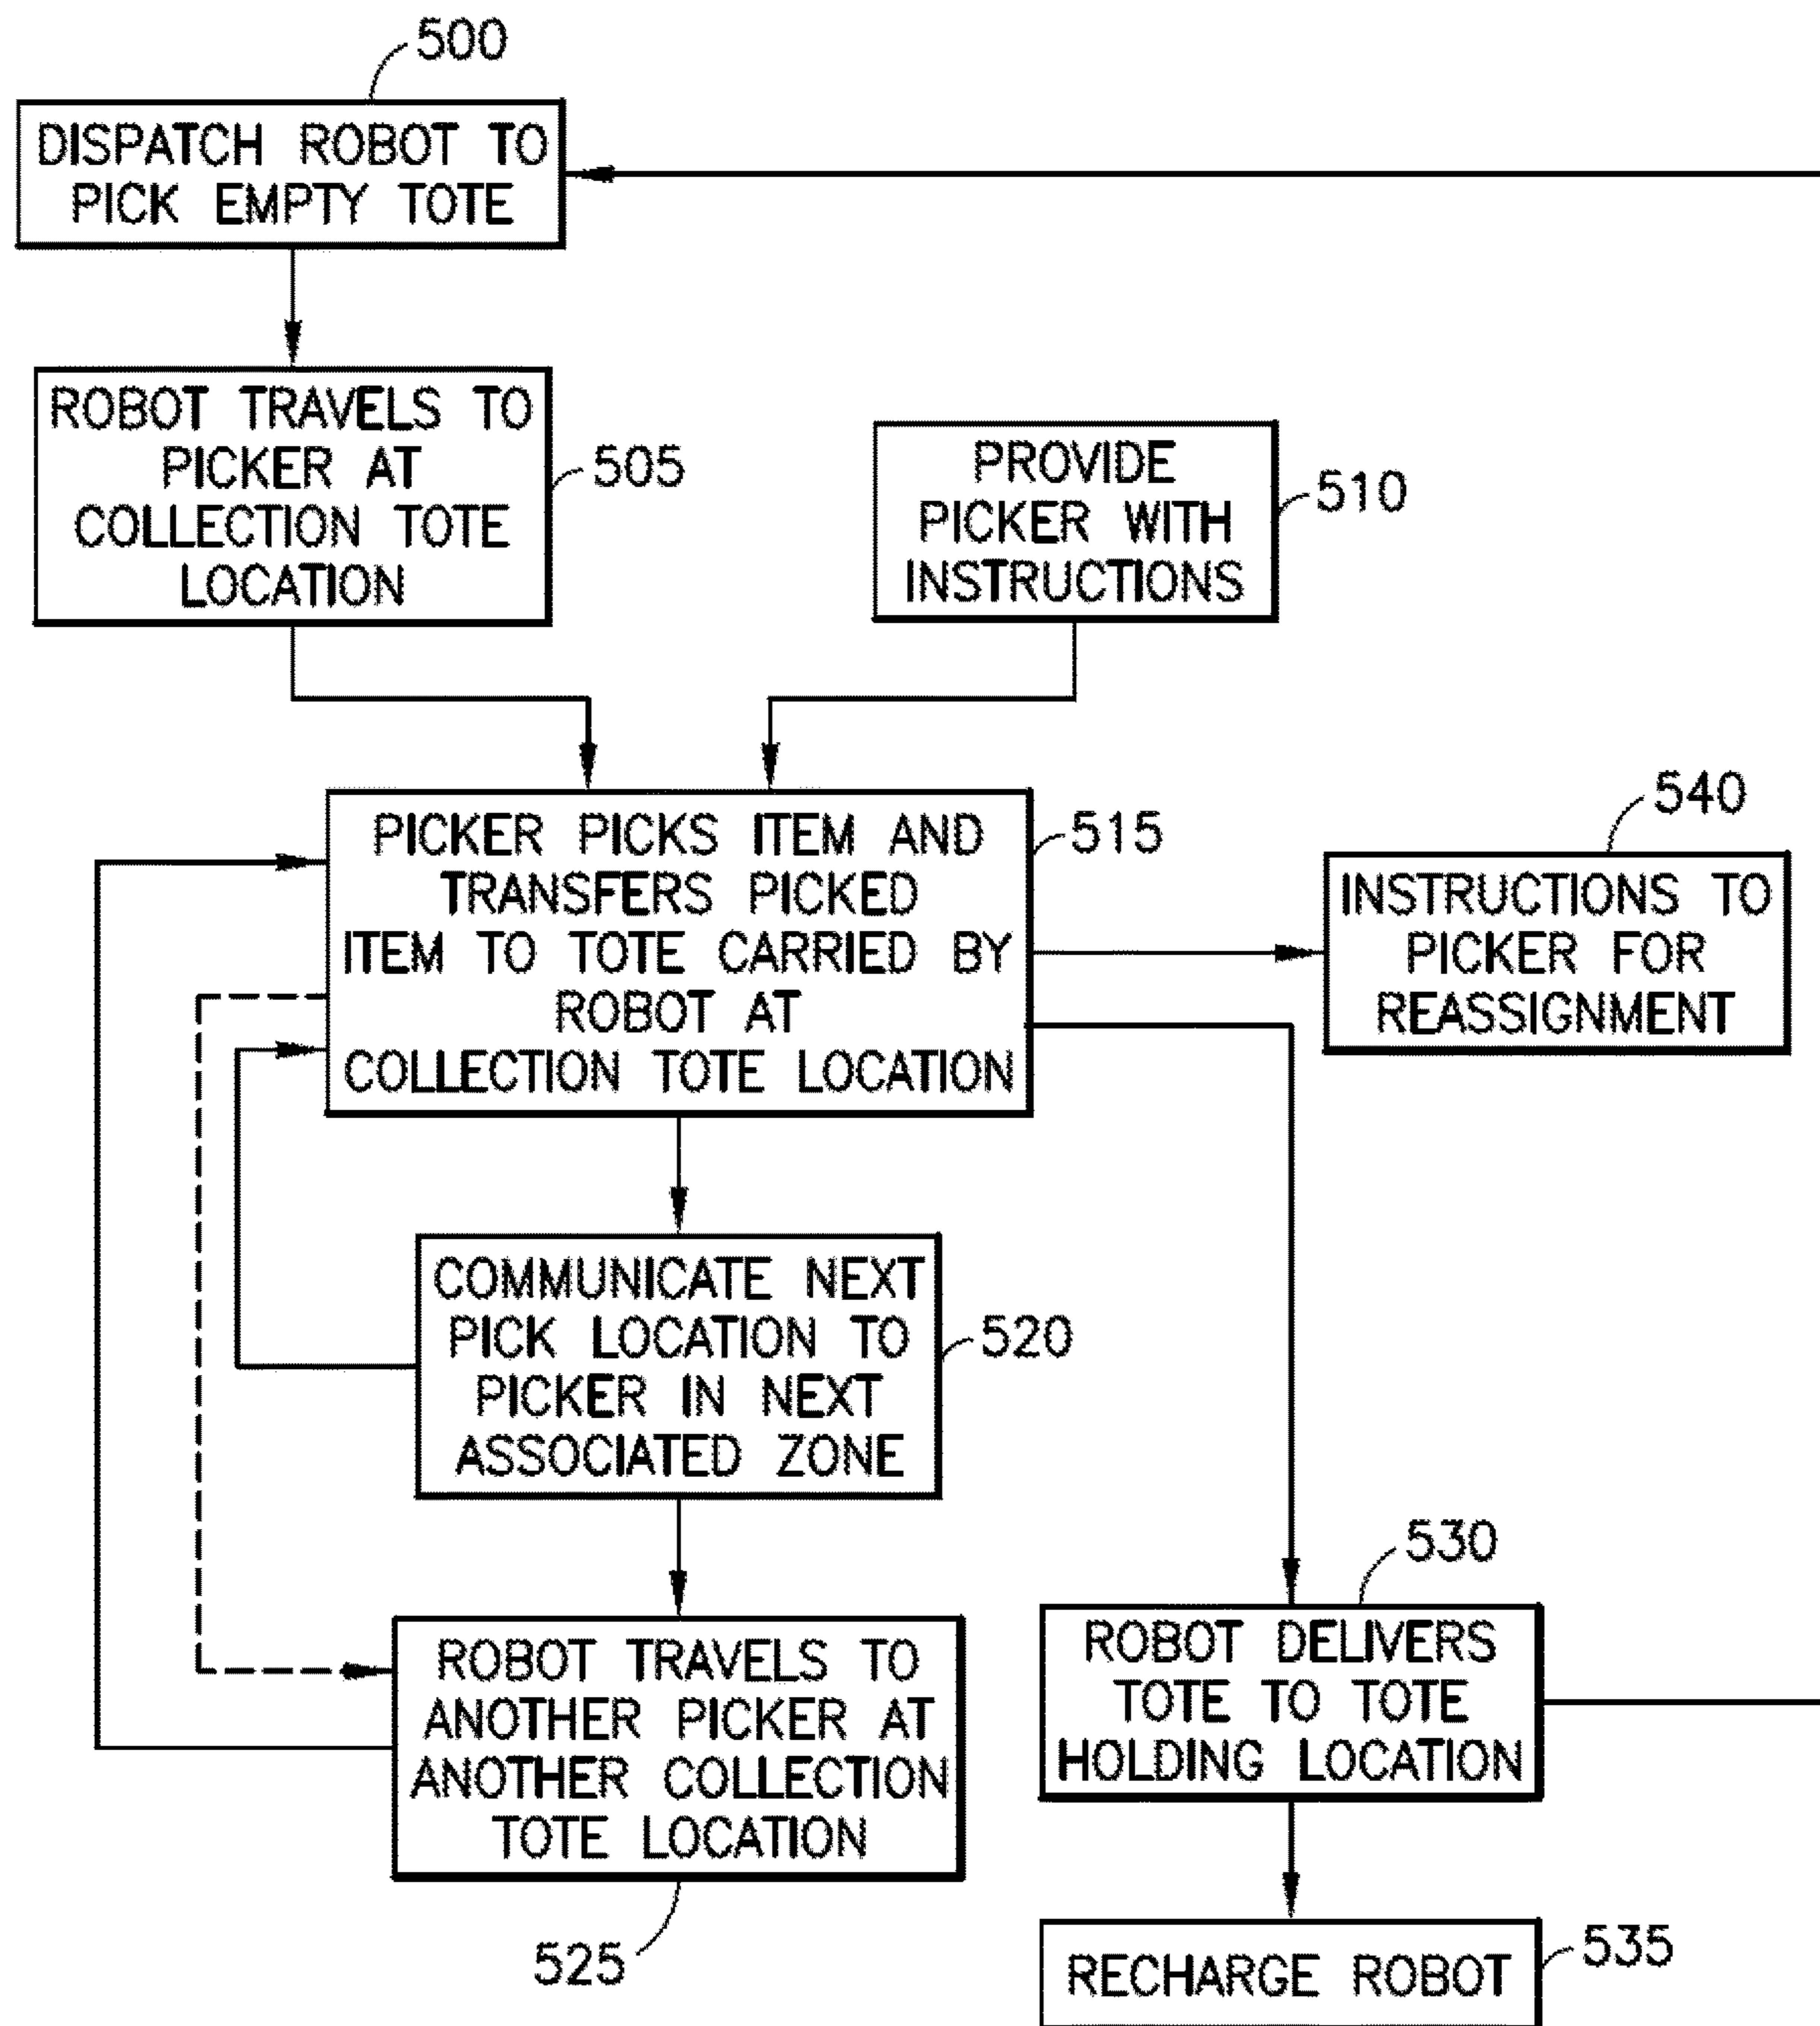 500
DISPATCH ROBOT TO
PICK EMPTY TOTE
ROBOT TRAVELS TO
PICKER AT
COLLECTION TOTE
LOCATION
505
PROVIDE
PICKER WITH
INSTRUCTIONS
510
PICKER PICKS ITEM AND
TRANSFERS PICKED
ITEM TO TOTE CARRIED BY
ROBOT AT
COLLECTION TOTE LOCATION
515
540
INSTRUCTIONS TO
PICKER FOR
REASSIGNMENT
COMMUNICATE NEXT
PICK LOCATION TO
PICKER IN NEXT
ASSOCIATED ZONE
520
ROBOT TRAVELS TO
ANOTHER PICKER AT
ANOTHER COLLECTION
TOTE LOCATION
525
530
ROBOT DELIVERS
TOTE TO TOTE
HOLDING LOCATION
RECHARGE ROBOT
535